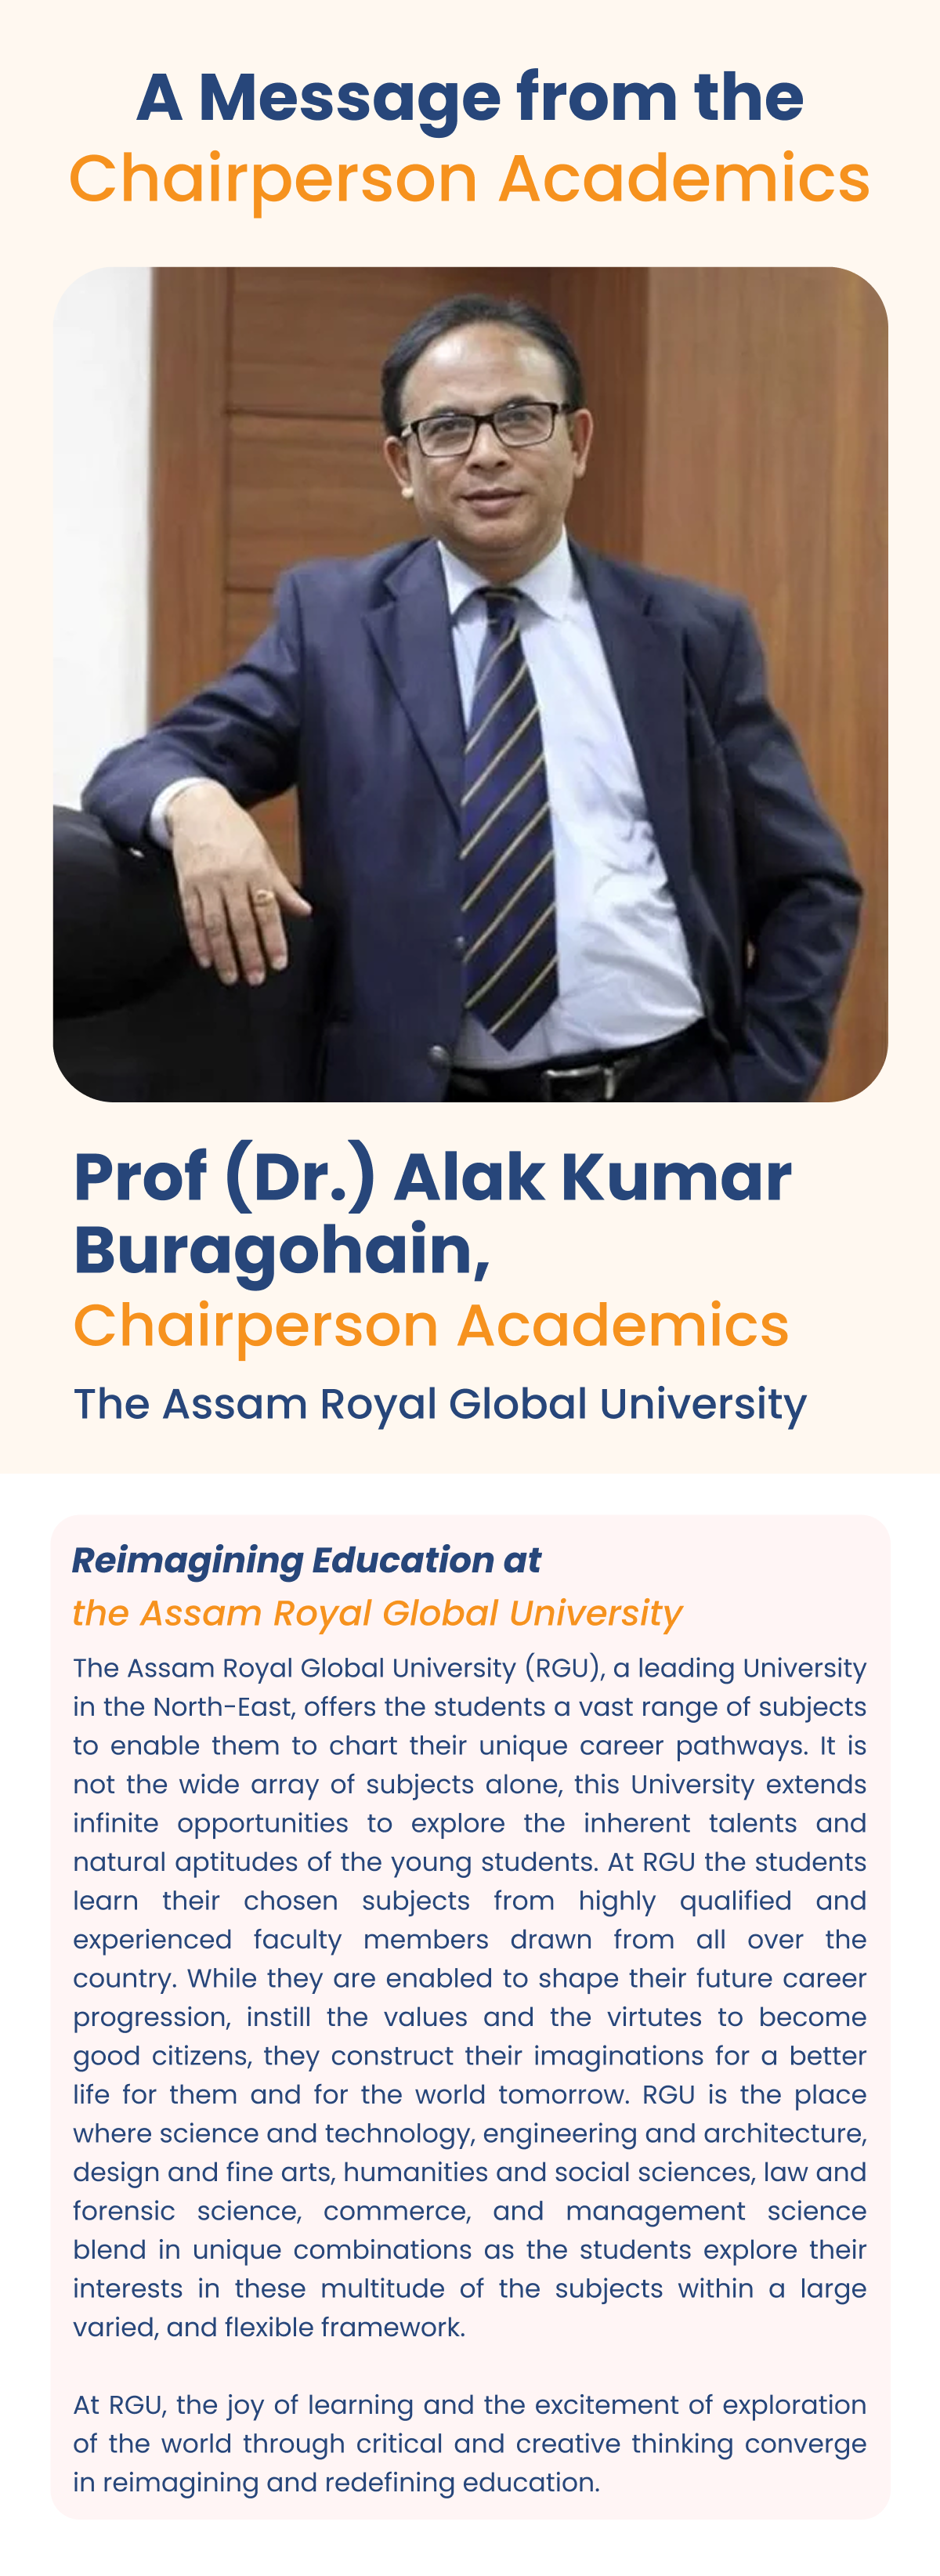 A Message from the
Chairperson Academics
Prof (Dr.) Alak Kumar
Buragohain,
Chairperson Academics
The Assam Royal Global University
Reimagining Education at
the Assam Royal Global University
The Assam Royal Global University (RGU), a leading University
in the North-East, offers the students a vast range of subjects
to enable them to chart their unique career pathways. It is
not the wide array of subjects alone, this University extends
infinite opportunities to explore the inherent talents and
natural aptitudes of the young students. At RGU the students
learn their chosen subjects from highly qualified and
experienced faculty members drawn from all over the
country. While they are enabled to shape their future career
progression, instill the values and the virtutes to become
good citizens, they construct their imaginations for a better
life for them and for the world tomorrow. RGU is the place
where science and technology, engineering and architecture,
design and fine arts, humanities and social sciences, law and
forensic science, commerce, and management science
blend in unique combinations as the students explore their
interests in these multitude of the subjects within a large
varied, and flexible framework.
At RGU, the joy of learning and the excitement of exploration
of the world through critical and creative thinking converge
in reimagining and redefining education.